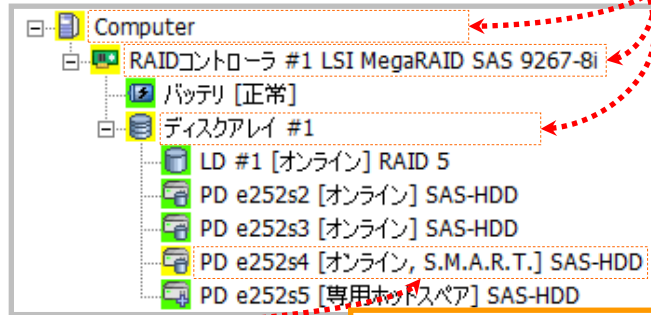 Computer
RAIDコントローラ #1 LSI MegaRAID SAS 9267-8i
バッテリ [正常]
ディスクアレイ #1
LD #1 [オンライン] RAID 5
PD e252s2 [オンライン] SAS-HDD
PD e252s3 [オンライン] SAS-HDD
PD e252s4 [オンライン, S.M.A.R.T.] SAS-HDD
PD e252s5 [専用ホットスペア] SAS-HDD